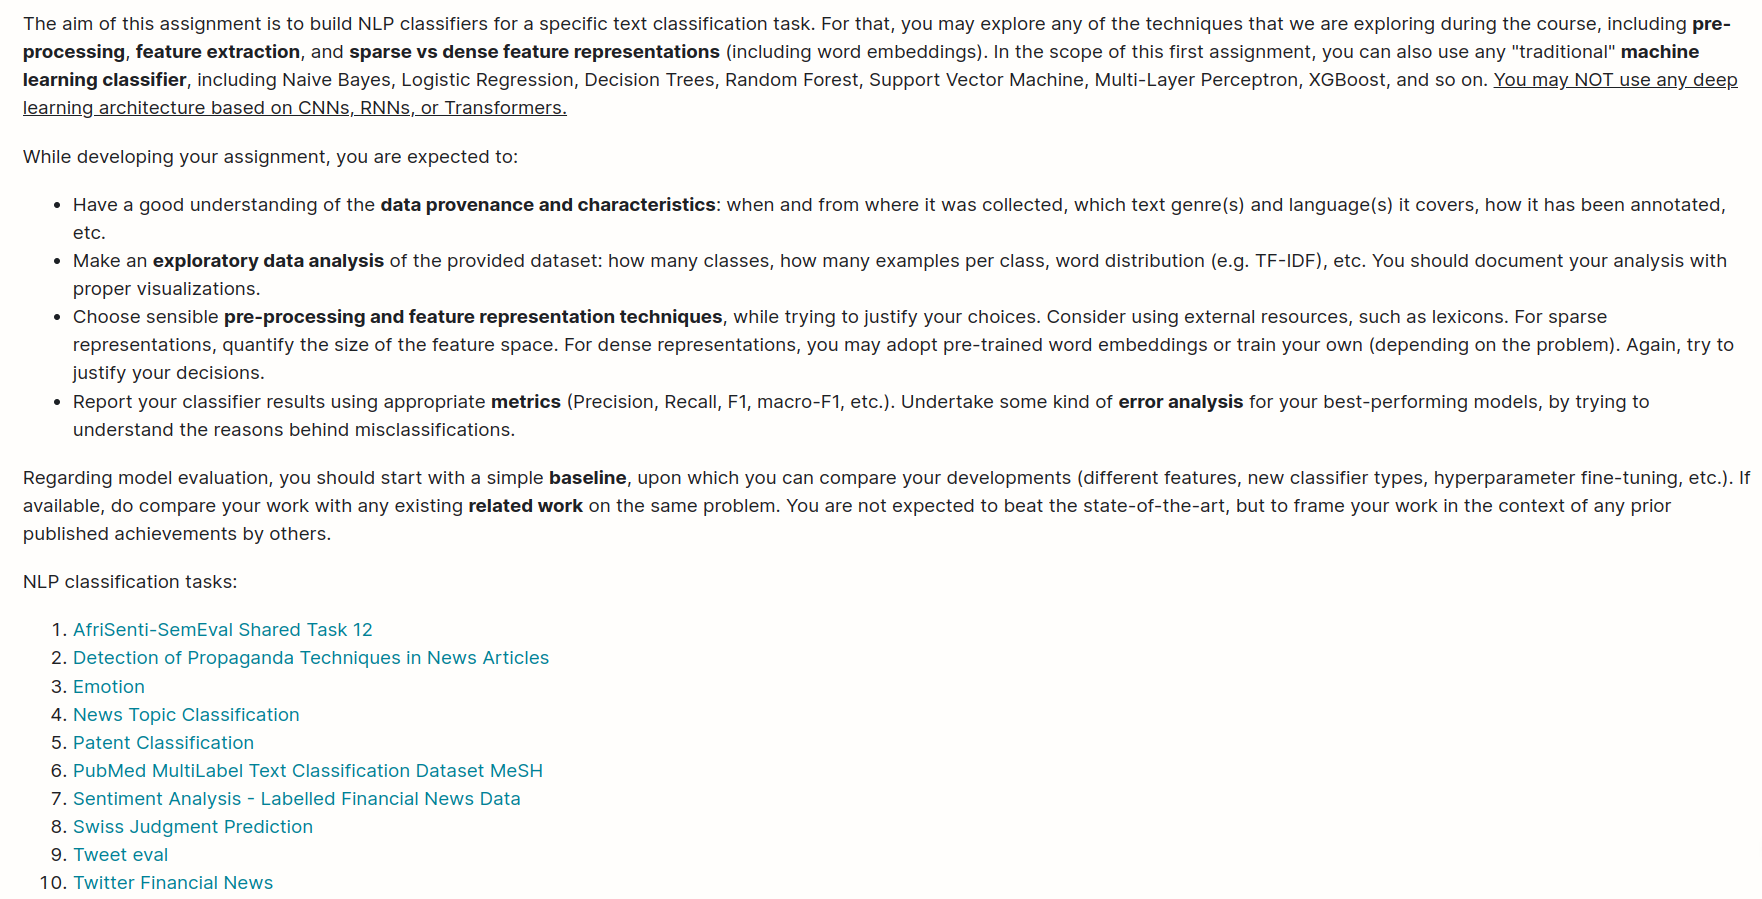 The aim of this assignment is to build NLP classifiers for a specific text classification task. For that, you may explore any of the techniques that we are exploring during the course, including pre-
processing, feature extraction, and sparse vs dense feature representations (including word embeddings). In the scope of this first assignment, you can also use any "traditional" machine
learning classifier, including Naive Bayes, Logistic Regression, Decision Trees, Random Forest, Support Vector Machine, Multi-Layer Perceptron, XGBoost, and so on. You may NOT use any deep
learning architecture based on CNNs, RNNs, or Transformers.
While developing your assignment, you are expected to:
• Have a good understanding of the data provenance and characteristics: when and from where it was collected, which text genre(s) and language(s) it covers, how it has been annotated,
etc.
• Make an exploratory data analysis of the provided dataset: how many classes, how many examples per class, word distribution (e.g. TF-IDF), etc. You should document your analysis with
proper visualizations.
• Choose sensible pre-processing and feature representation techniques, while trying to justify your choices. Consider using external resources, such as lexicons. For sparse
representations, quantify the size of the feature space. For dense representations, you may adopt pre-trained word embeddings or train your own (depending on the problem). Again, try to
justify your decisions.
• Report your classifier results using appropriate metrics (Precision, Recall, F1, macro-F1, etc.). Undertake some kind of error analysis for your best-performing models, by trying to
understand the reasons behind misclassifications.
Regarding model evaluation, you should start with a simple baseline, upon which you can compare your developments (different features, new classifier types, hyperparameter fine-tuning, etc.). If
available, do compare your work with any existing related work on the same problem. You are not expected to beat the state-of-the-art, but to frame your work in the context of any prior
published achievements by others.
NLP classification tasks:
1. AfriSenti-SemEval Shared Task 12
2. Detection of Propaganda Techniques in News Articles
3. Emotion
4. News Topic Classification
5. Patent Classification
6. PubMed MultiLabel Text Classification Dataset MeSH
7. Sentiment Analysis - Labelled Financial News Data
8. Swiss Judgment Prediction
9. Tweet eval
10. Twitter Financial News